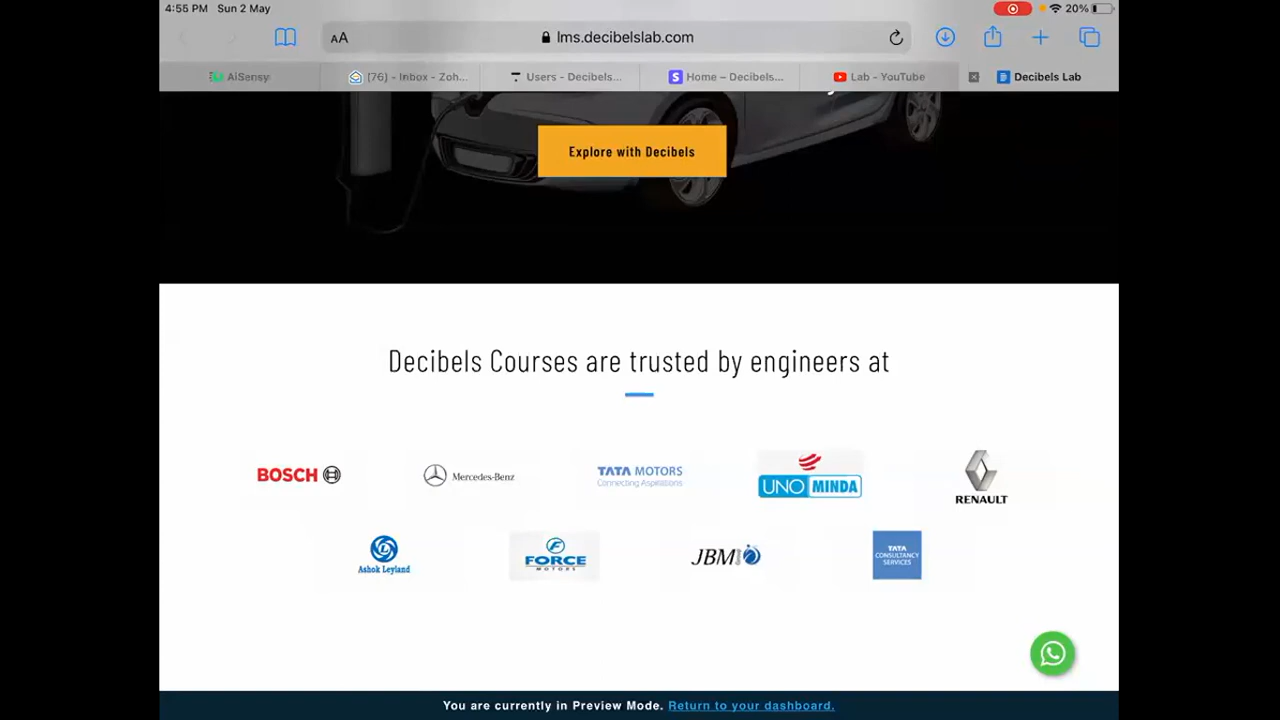 4:55 PM Sun 2 May
20%
AA
lms.decibelslab.com
AiSensy
(76) - Inbox - Zoh...
Users - Decibels...
S Home – Decibels...
Lab - YouTube
Decibels Lab
Explore with Decibels
Decibels Courses are trusted by engineers at
BOSCH
Mercedes-Benz
TATA MOTORS
Connecting Aspirations
UNO MINDA
RENAULT
Ashok Leyland
FORCE
MOTORS
JBM
TATA
CONSULTANCY
SERVICES
You are currently in Preview Mode. Return to your dashboard.